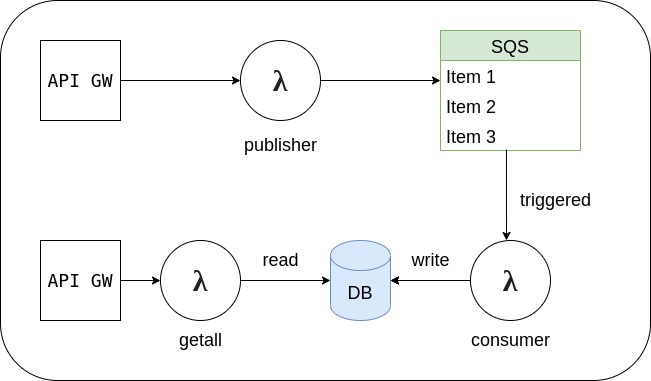 API GW
λ
publisher
SQS
Item 1
Item 2
Item 3
triggered
API GW
λ
getall
read
DB
write
λ
consumer